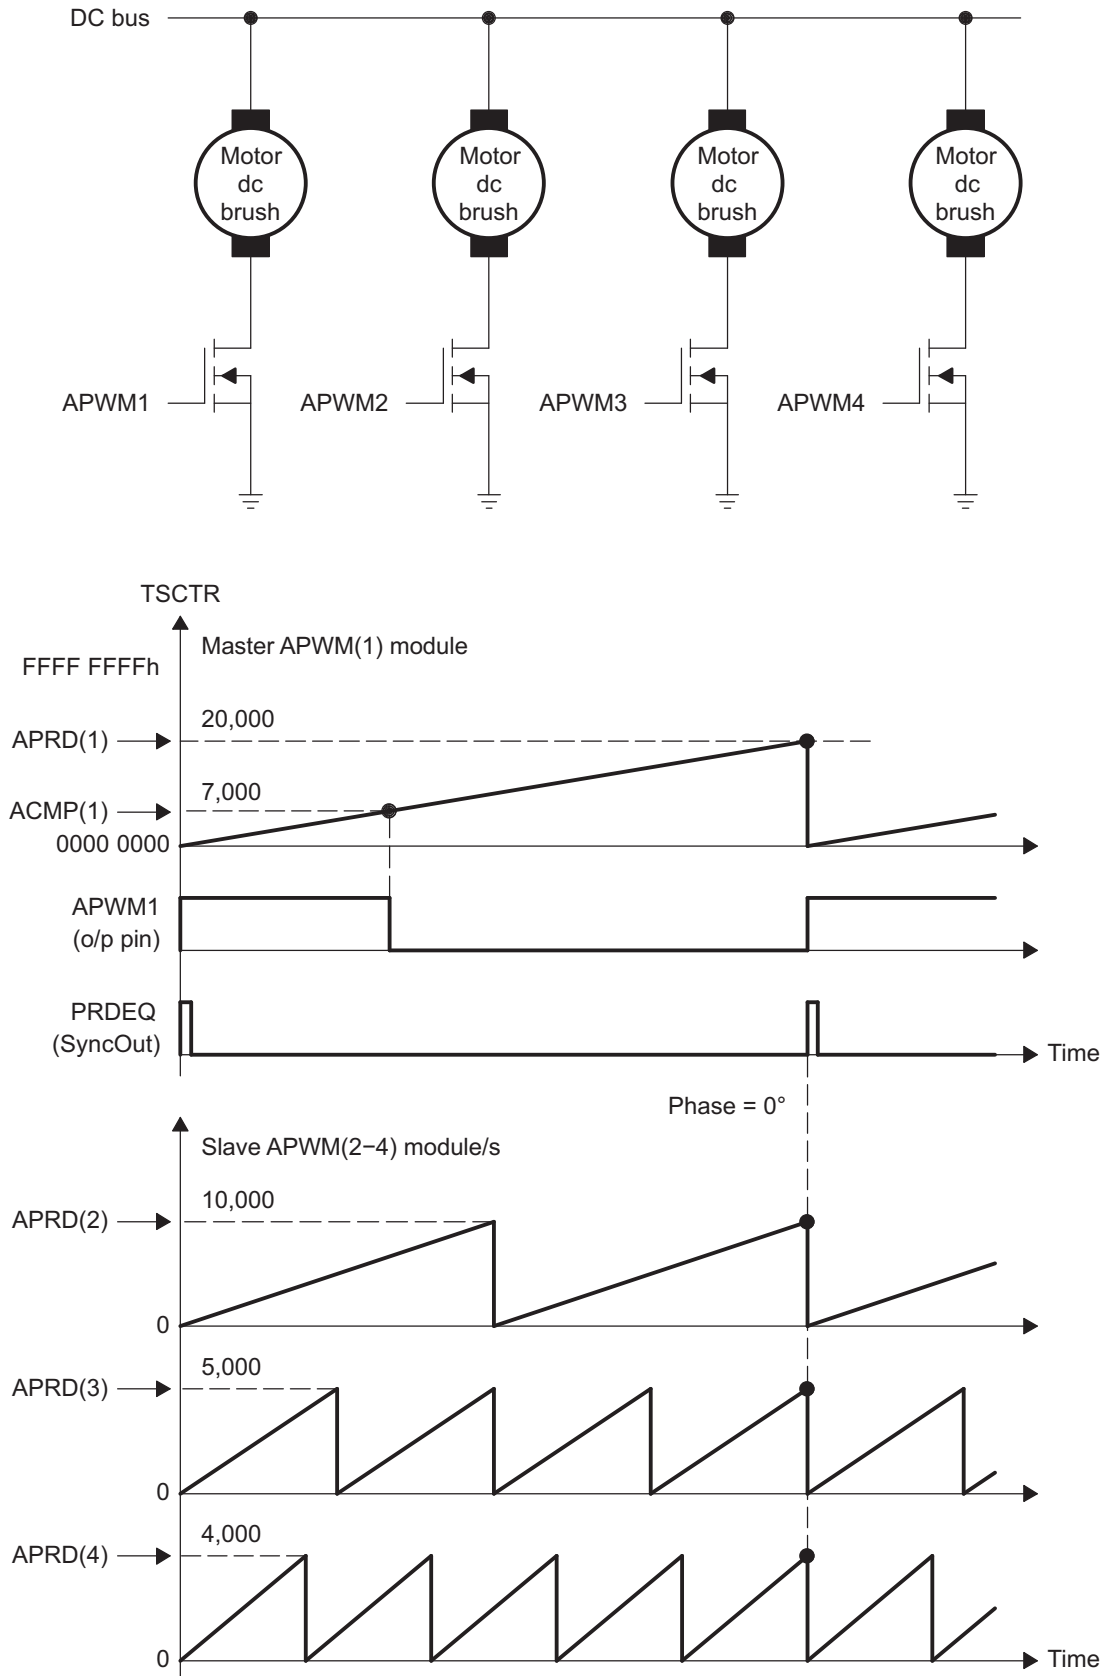 DC bus
Motor
dc
brush
Motor
dc
brush
Motor
dc
brush
Motor
dc
brush
APWM1
APWM2
APWM3
APWM4
TSCTR
Master APWM(1) module
FFFF FFFFh
20,000
APRD(1)
7,000
ACMP(1)
0000 0000
APWM1
(o/p pin)
PRDEQ
(SyncOut)
Time
Phase = 0°
Slave APWM(2−4) module/s
10,000
APRD(2)
0
5,000
APRD(3)
0
4,000
APRD(4)
0
Time